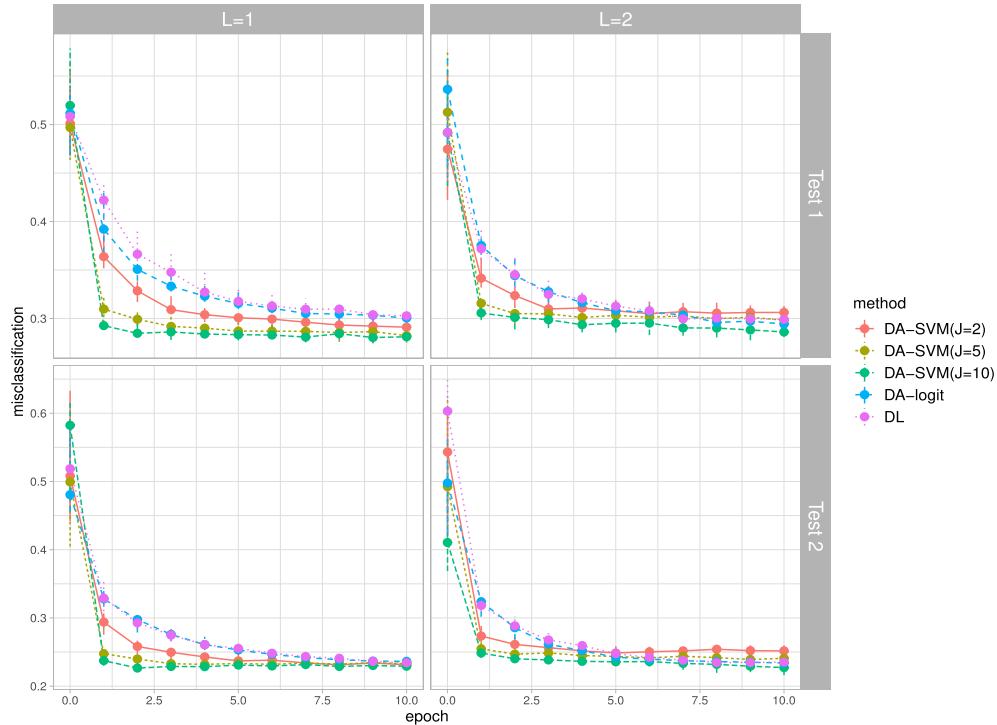 L=1
L=2
0.5
0.4
0.3
Test 1
misclassification
0.6
0.5
0.4
0.3
0.2
Test 2
0.0
2.5
5.0
7.5
10.0
0.0
2.5
5.0
7.5
10.0
epoch
method
DA−SVM(J=2)
DA−SVM(J=5)
DA−SVM(J=10)
DA−logit
DL